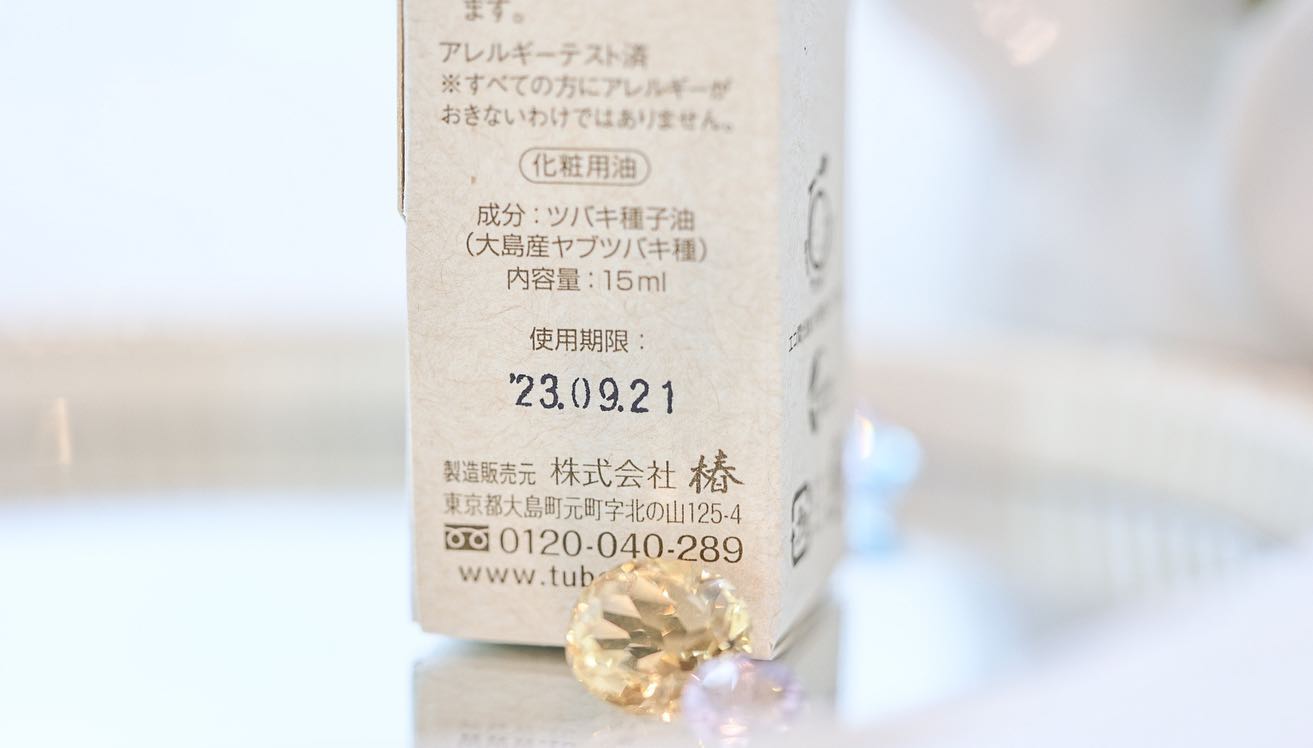 ます。
アレルギーテスト済
※すべての方にアレルギーが
おきないわけではありません。
化粧用油
成分：ツバキ種子油
（大島産ヤブツバキ種）
内容量：15ml
使用期限：
'23.09.21
製造販売元 株式会社 椿
東京都大島町元町字北の山125-4
0120-040-289
www.tuba